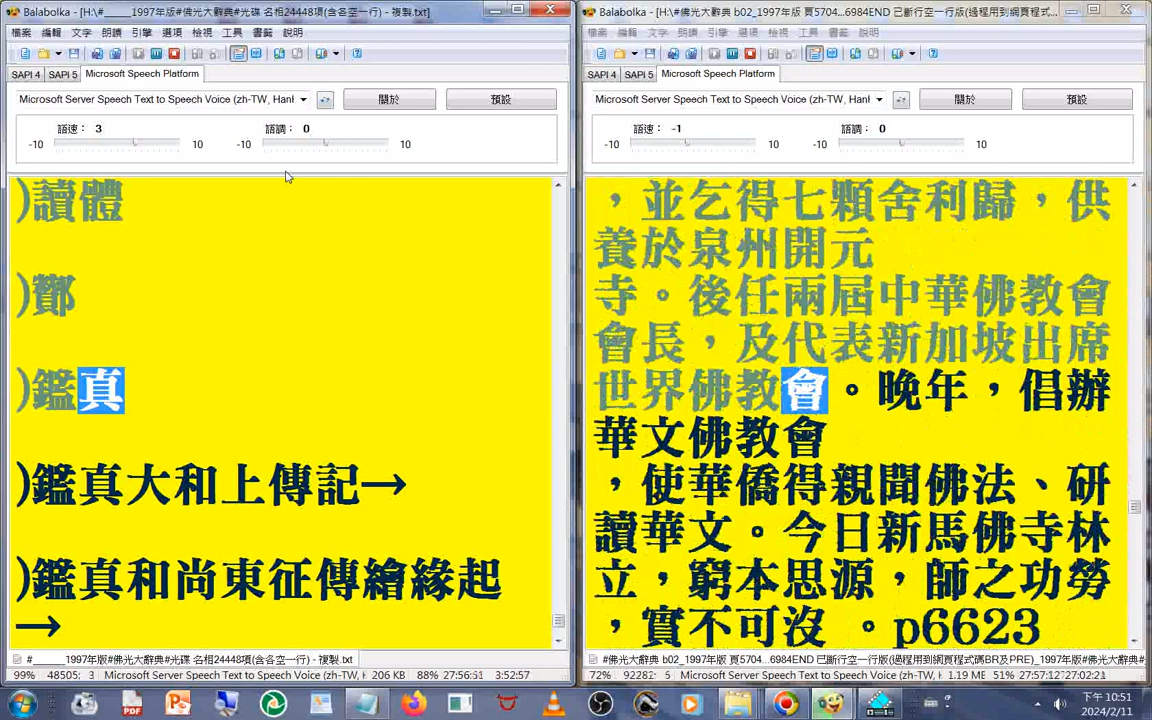 Balabolka - [H:\#_____1997年版#佛光大辭典#光碟 名相24448項(含各空一行) - 複製.txt]
檔案 編輯 文字 朗讀 引擎 選項 檢視 工具 書籤 說明
SAPI 4 SAPI 5 Microsoft Speech Platform
Microsoft Server Speech Text to Speech Voice (zh-TW, Hanl
關於 預設
語速： 3 語調： 0
-10 10 -10 10
)讀體
)酆
)鑑真
)鑑真大和上傳記→
)鑑真和尚東征傳繪緣起
→
#______1997年版#佛光大辭典#光碟 名相24448項(含各空一行) - 複製.txt
99% 48505: 3 Microsoft Server Speech Text to Speech Voice (zh-TW, H 206 KB 88% 27:56:51 3:52:57
Balabolka - [H:\#佛光大辭典 b02_1997年版 頁5704...6984END 已斷行空一行版(過程用到網頁程式...
檔案 編輯 文字 朗讀 引擎 選項 檢視 工具 書籤 說明
SAPI 4 SAPI 5 Microsoft Speech Platform
Microsoft Server Speech Text to Speech Voice (zh-TW, Hanl
關於 預設
語速： -1 語調： 0
-10 10 -10 10
，並乞得七顆舍利歸，供
養於泉州開元
寺。後任兩屆中華佛教會
會長，及代表新加坡出席
世界佛教會。晚年，倡辦
華文佛教會
，使華僑得親聞佛法、研
讀華文。今日新馬佛寺林
立，窮本思源，師之功勞
，實不可沒 。p6623
#佛光大辭典 b02_1997年版 頁5704...6984END 已斷行空一行版(過程用到網頁程式碼BR及PRE)_1997年版#佛光大辭典#
72% 92282: 5 Microsoft Server Speech Text to Speech Voice (zh-TW, H 1.19 MB 51% 27:57:12 27:02:21
下午 10:51
2024/2/11